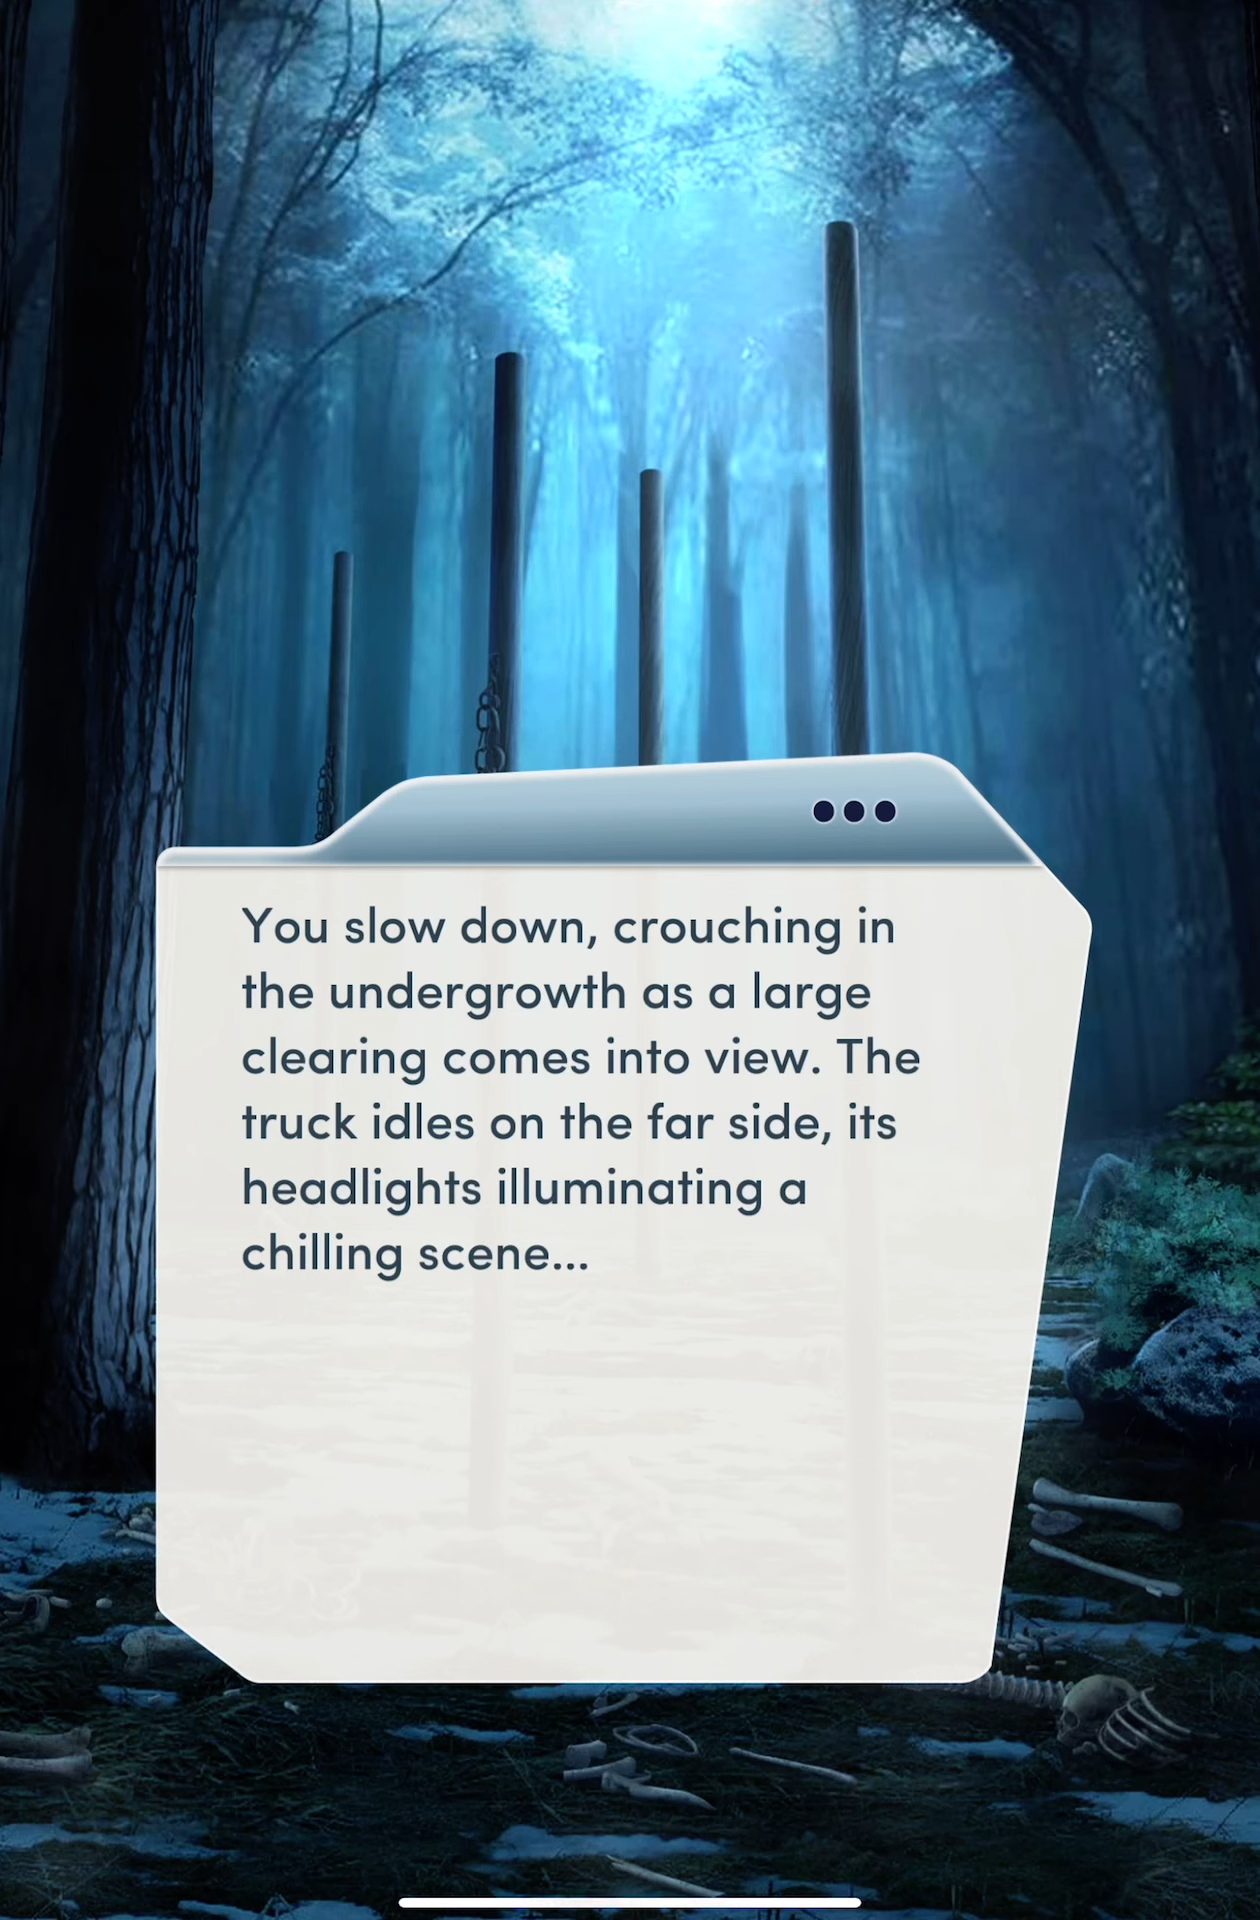 You slow down, crouching in
the undergrowth as a large
clearing comes into view. The
truck idles on the far side, its
headlights illuminating a
chilling scene...